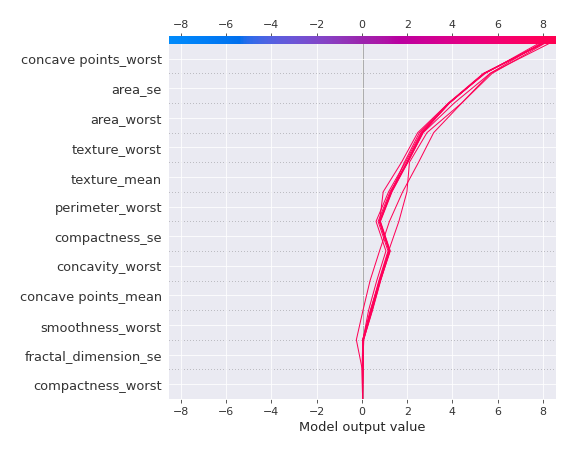 −8 −6 −4 −2 0 2 4 6 8
concave points_worst
area_se
area_worst
texture_worst
texture_mean
perimeter_worst
compactness_se
concavity_worst
concave points_mean
smoothness_worst
fractal_dimension_se
compactness_worst
−8 −6 −4 −2 0 2 4 6 8
Model output value